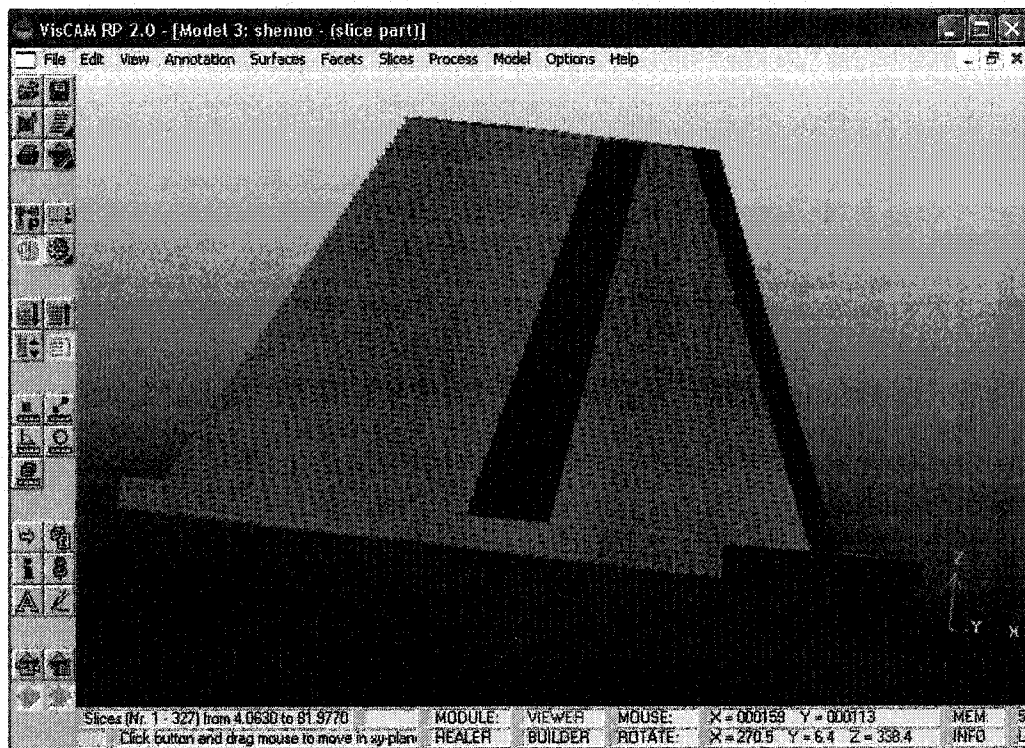 VisCAM RP 2.0 - [Model 3: shenno - (slice part)]
File Edit View Annotation Surfaces Facets Slices Process Model Options Help
Z
Y X
Slices (Nr. 1 - 327) from 4.0630 to 81.9770 MODULE: VIEWER MOUSE: X = 000159 Y = 000113 MEM
Click button and drag mouse to move in xy-plan HEALER BUILDER ROTATE: X = 270.5 Y = 6.4 Z = 338.4 INFO